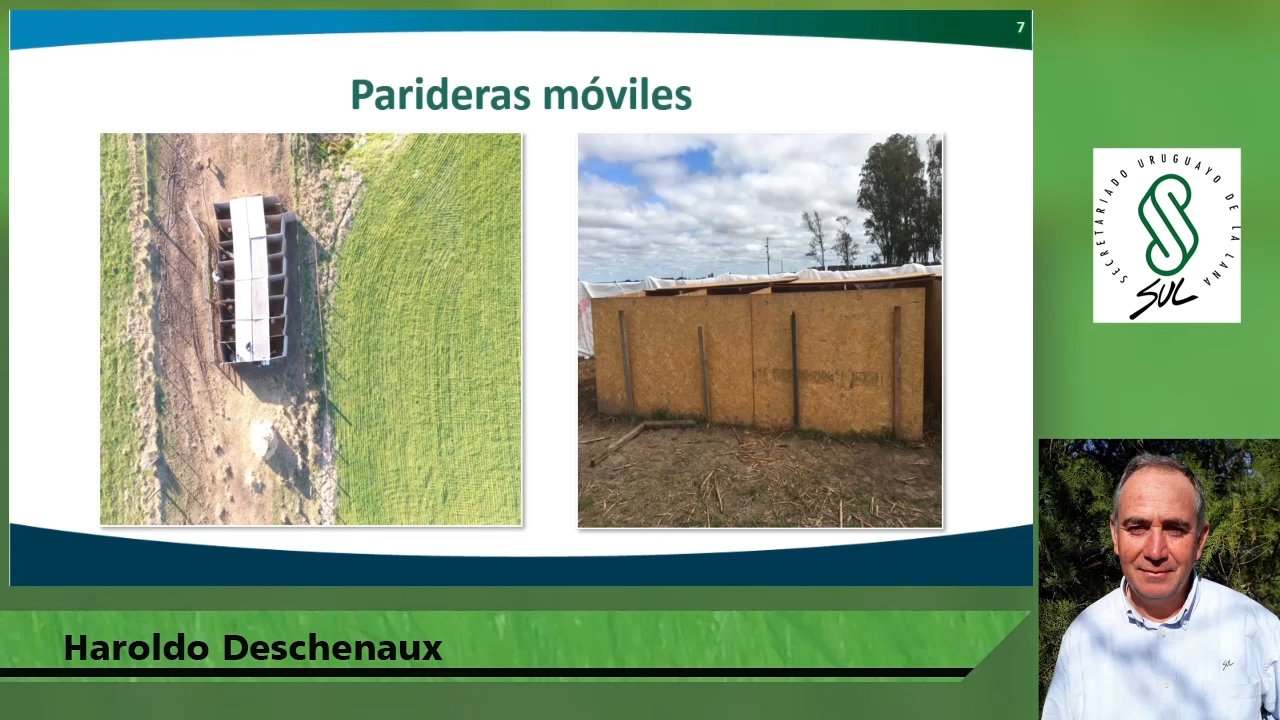 7
Parideras móviles
SECRETARIADO URUGUAYO DE LA LANA
SUL
Haroldo Deschenaux